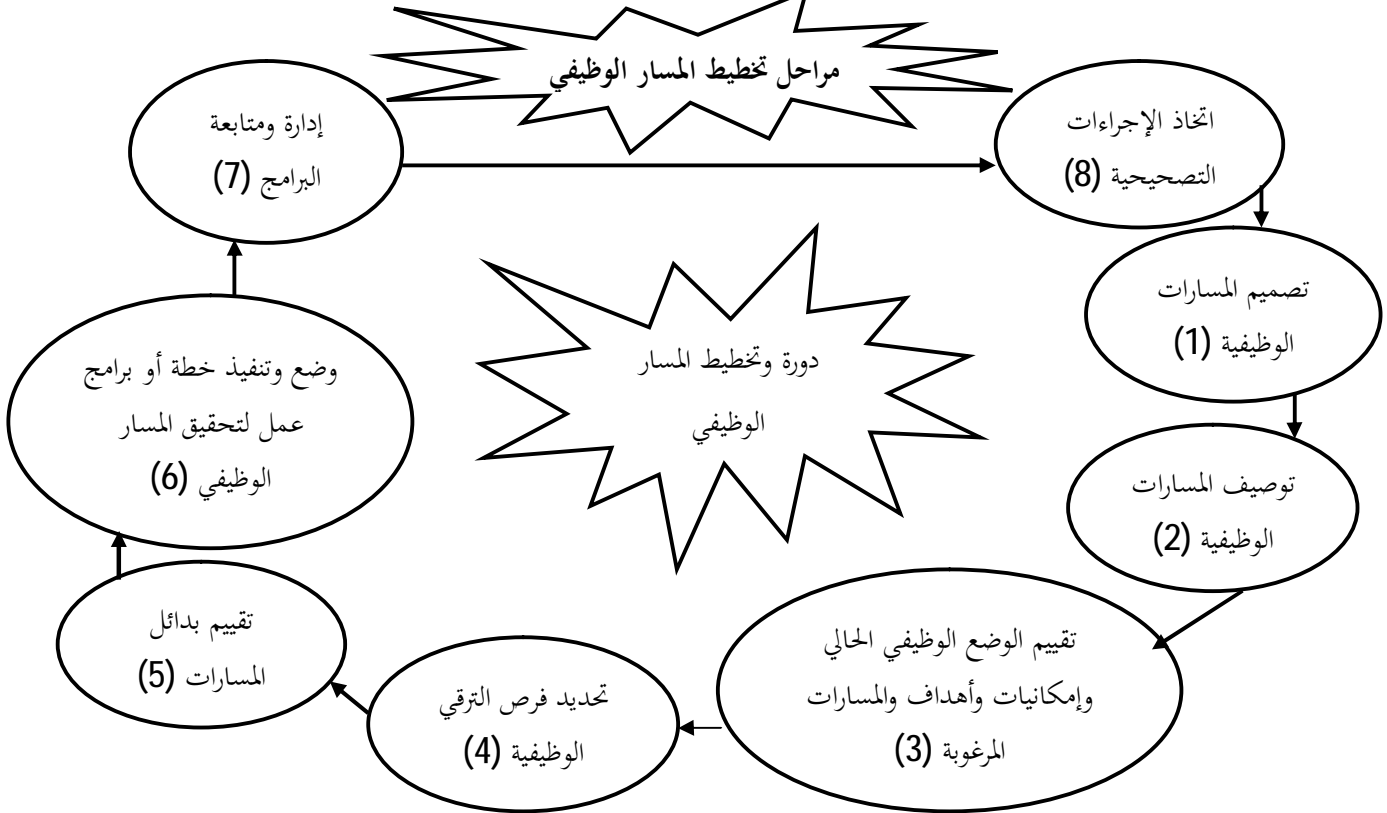 مراحل تخطيط المسار الوظيفي
اتخاذ الإجراءات
التصحيحية (8)
تصميم المسارات
الوظيفية (1)
توصيف المسارات
الوظيفية (2)
تقييم الوضع الوظيفي الحالي
وإمكانيات وأهداف والمسارات
المرغوبة (3)
تحديد فرص الترقي
الوظيفية (4)
تقييم بدائل
المسارات (5)
وضع وتنفيذ خطة أو برامج
عمل لتحقيق المسار
الوظيفي (6)
إدارة ومتابعة
البرامج (7)
دورة وتخطيط المسار
الوظيفي